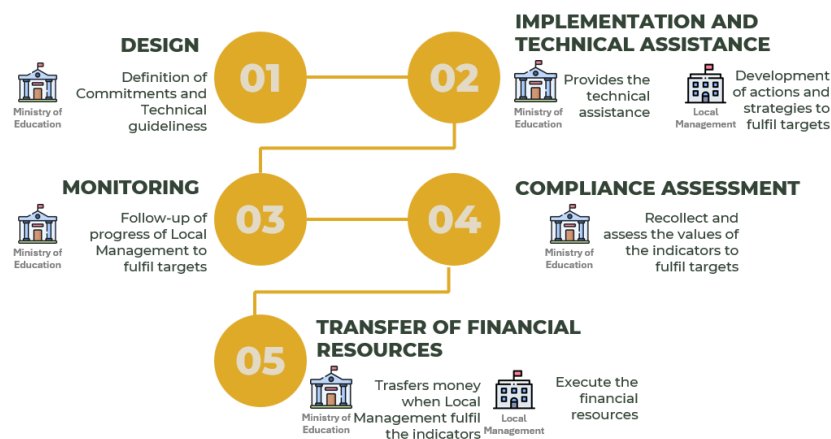 DESIGN
01
Definition of
Commitments and
Technical
guideliness
Ministry of
Education
02
IMPLEMENTATION AND
TECHNICAL ASSISTANCE
Provides the
technical
assistance
Ministry of
Education
Development
of actions and
strategies to
fulfil targets
Local
Management
MONITORING
03
Follow-up of
progress of Local
Management to
fulfil targets
Ministry of
Education
04
COMPLIANCE ASSESSMENT
Recollect and
assess the values of
the indicators to
fulfil targets
Ministry of
Education
05
TRANSFER OF FINANCIAL
RESOURCES
Trasfers money
when Local
Management fulfil
the indicators
Ministry of
Education
Execute the
financial
resources
Local
Management